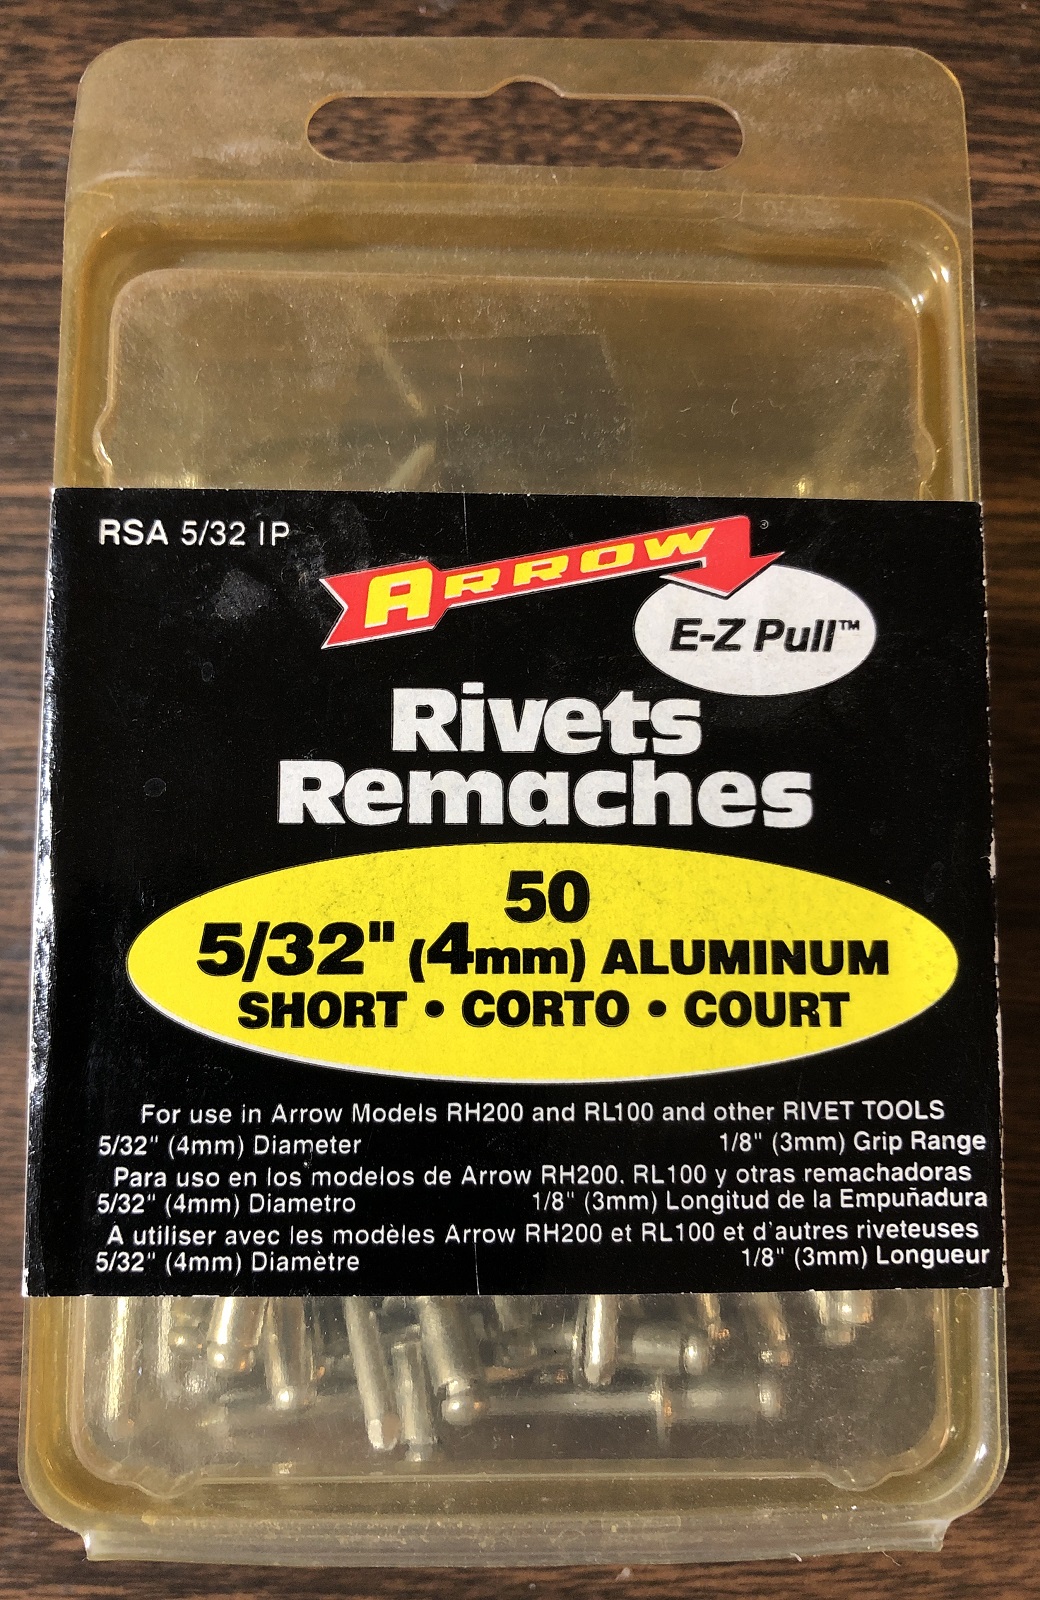 RSA 5/32 IP
ARROW ®
E-Z Pull™
Rivets
Remaches
50
5/32" (4mm) ALUMINUM
SHORT • CORTO • COURT
For use in Arrow Models RH200 and RL100 and other RIVET TOOLS
5/32" (4mm) Diameter 1/8" (3mm) Grip Range
Para uso en los modelos de Arrow RH200. RL100 y otras remachadoras
5/32" (4mm) Diametro 1/8" (3mm) Longitud de la Empuñadura
A utiliser avec les modèles Arrow RH200 et RL100 et d'autres riveteuses
5/32" (4mm) Diamètre 1/8" (3mm) Longueur